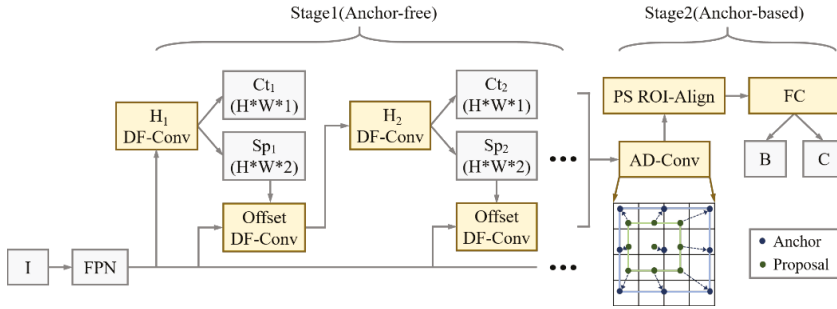 Stage1(Anchor-free)
Stage2(Anchor-based)
H₁
DF-Conv
Ct₁
(H*W*1)
Sp₁
(H*W*2)
Offset
DF-Conv
H₂
DF-Conv
Ct₂
(H*W*1)
Sp₂
(H*W*2)
Offset
DF-Conv
PS ROI-Align
FC
AD-Conv
B
C
Anchor
Proposal
I
FPN